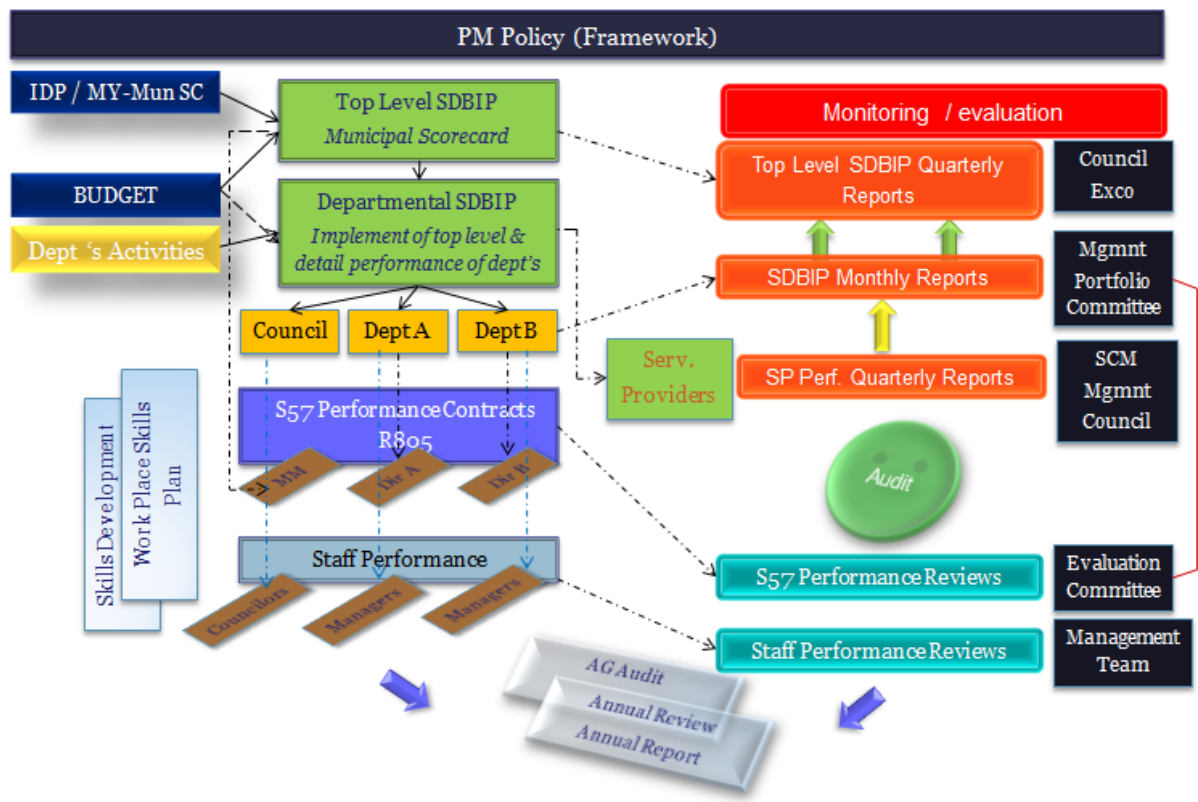 PM Policy (Framework)
IDP / MY-Mun SC
BUDGET
Dept ‘s Activities
Top Level SDBIP
Municipal Scorecard
Departmental SDBIP
Implement of top level &
detail performance of dept’s
Council
Dept A
Dept B
S57 Performance Contracts
R805
MM
Dir A
Dir B
Staff Performance
Councilors
Managers
Managers
Skills Development
Work Place Skills
Plan
Serv.
Providers
Monitoring / evaluation
Top Level SDBIP Quarterly
Reports
Council
Exco
SDBIP Monthly Reports
Mgmnt
Portfolio
Committee
SP Perf. Quarterly Reports
SCM
Mgmnt
Council
Audit
S57 Performance Reviews
Evaluation
Committee
Staff Performance Reviews
Management
Team
AG Audit
Annual Review
Annual Report